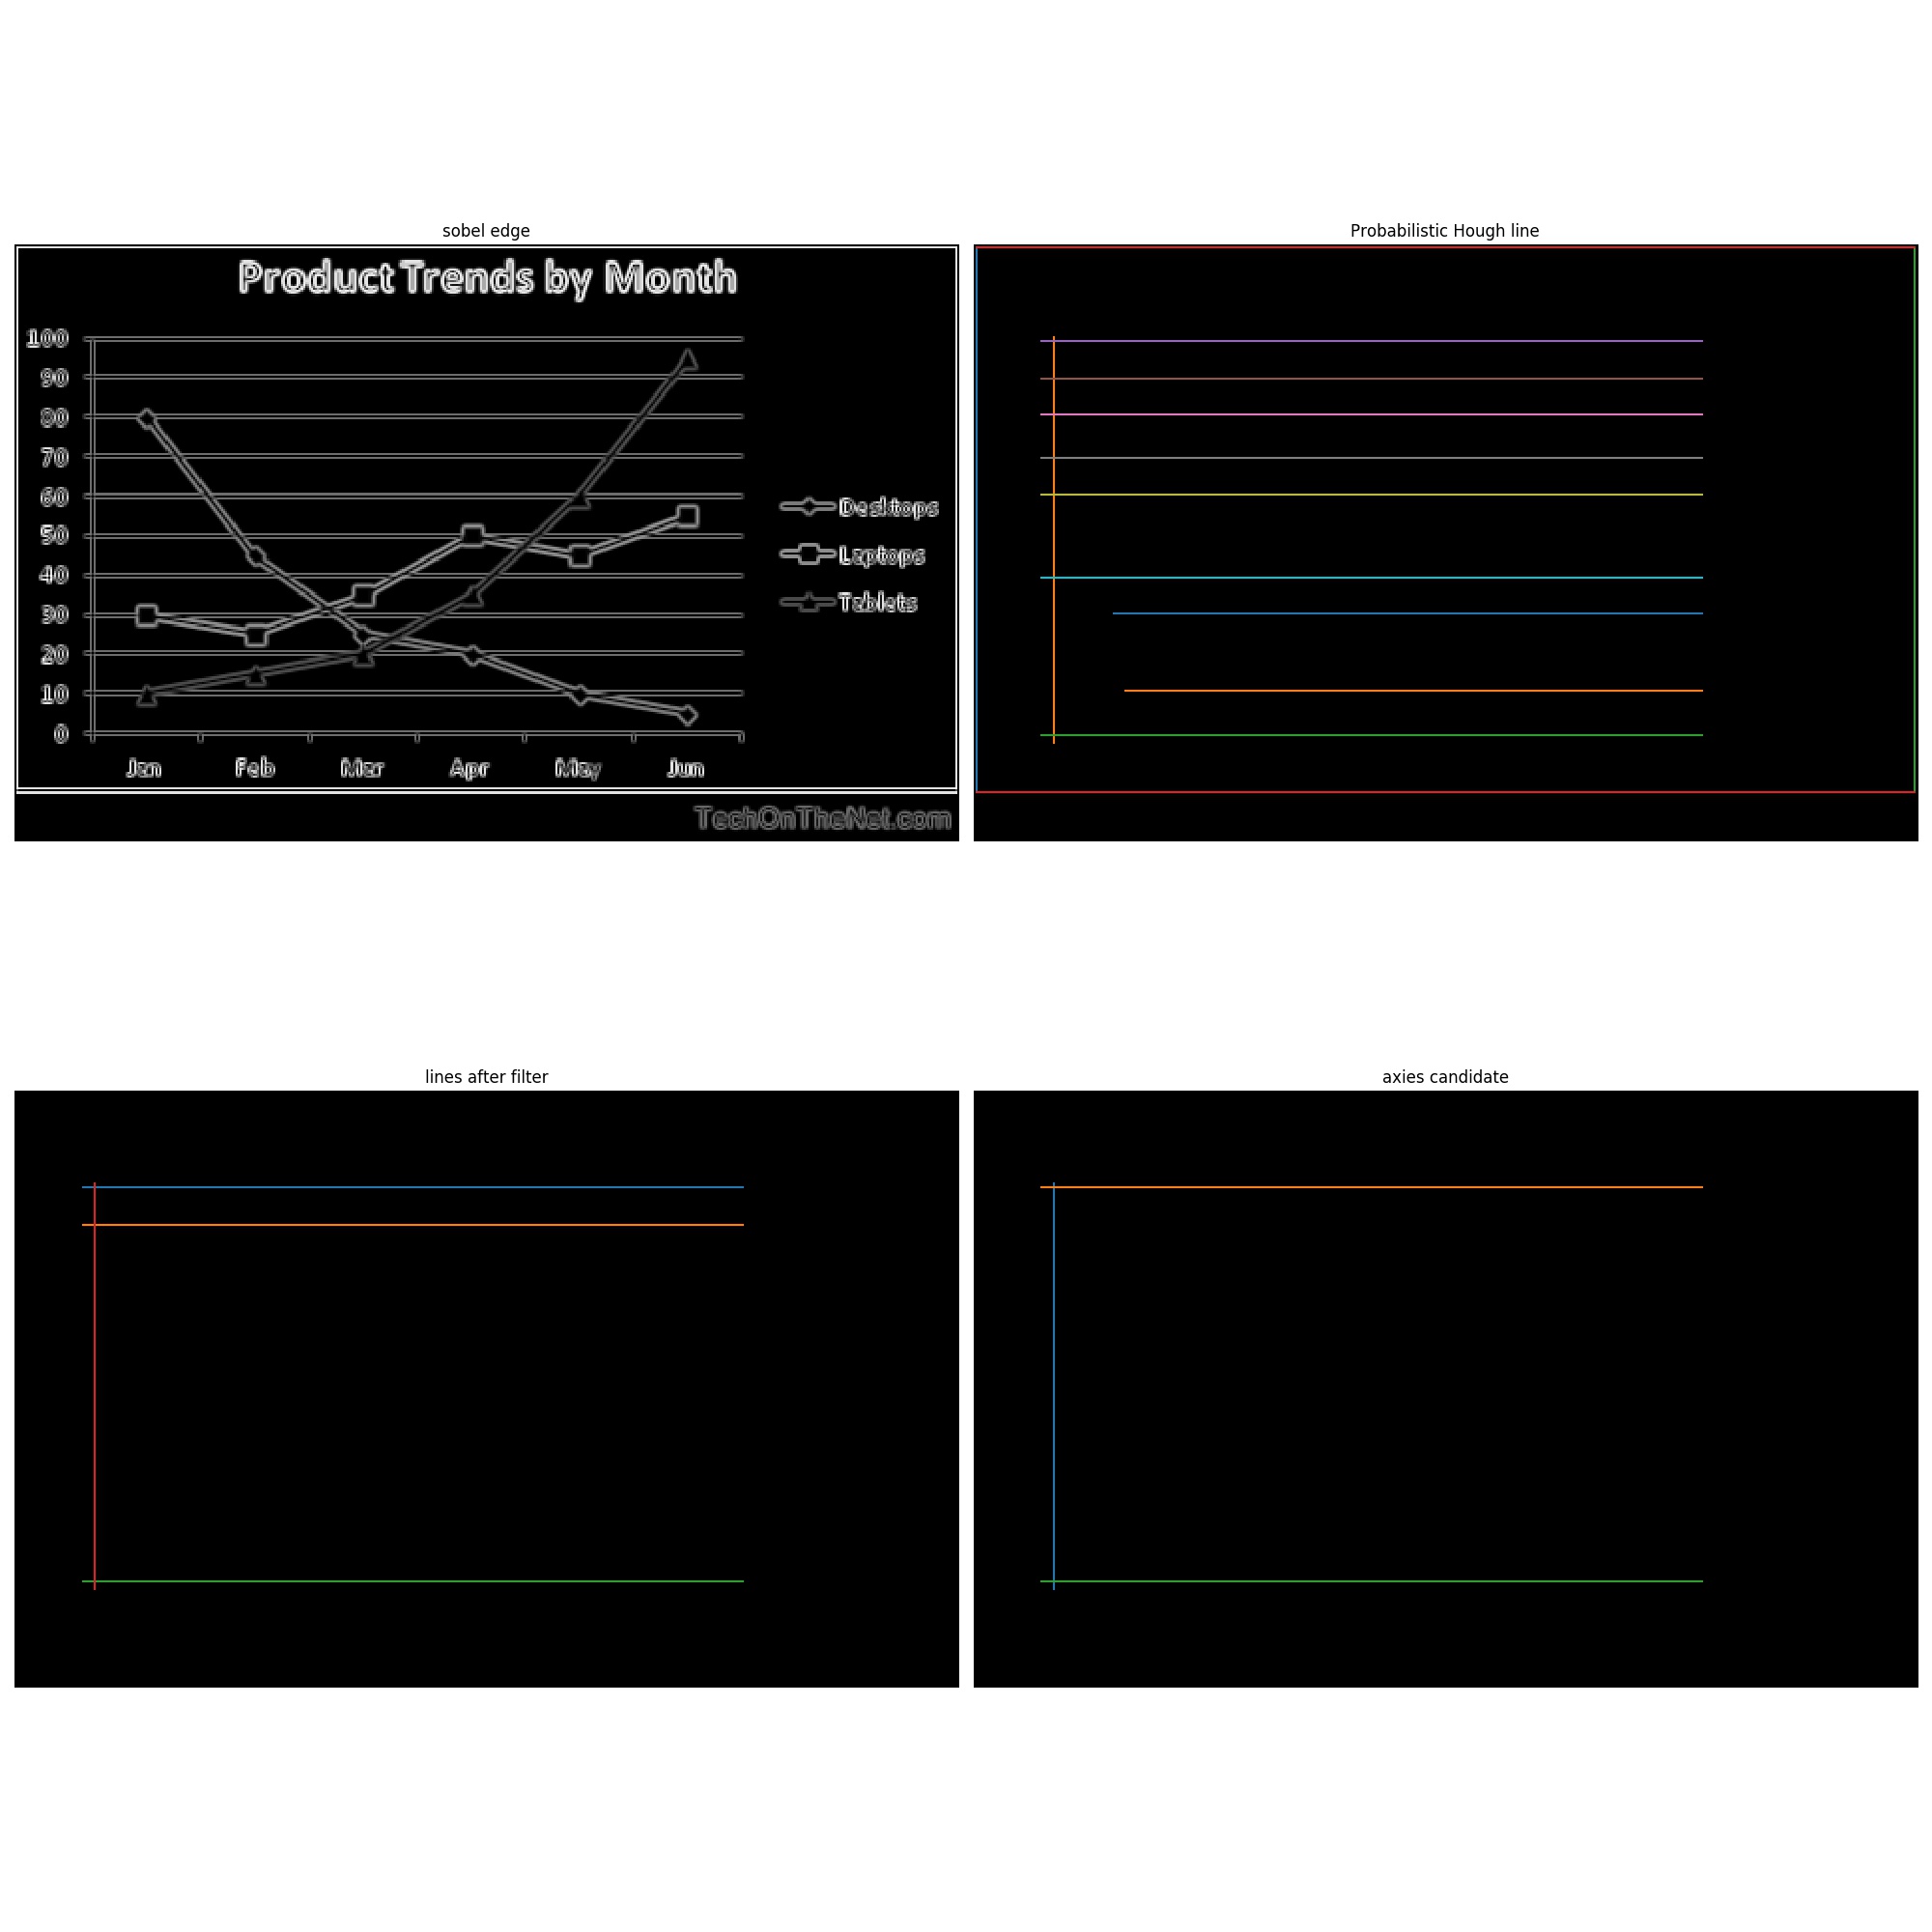 sobel edge
Probabilistic Hough line
Product Trends by Month
100
90
80
70
60
50
40
30
20
10
0
Jan Feb Mar Apr May Jun
Desktops
Laptops
Tablets
TechOnTheNet.com
lines after filter
axies candidate